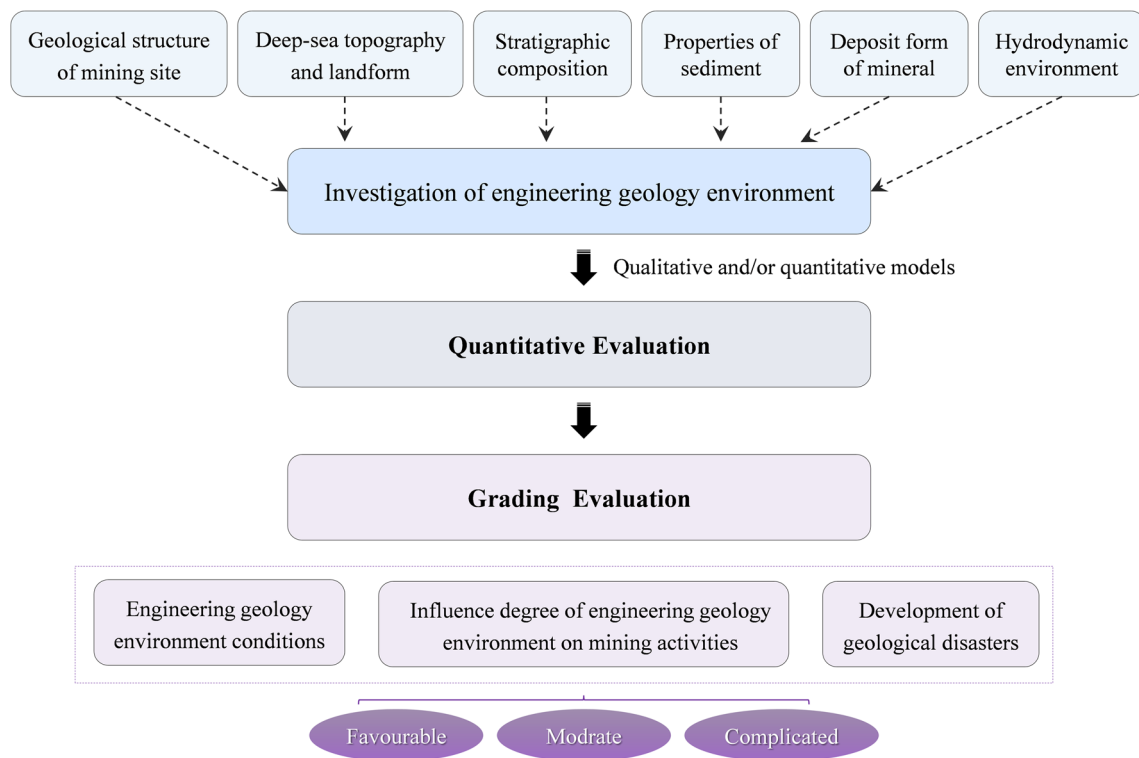 Geological structure
of mining site
Deep-sea topography
and landform
Stratigraphic
composition
Properties of
sediment
Deposit form
of mineral
Hydrodynamic
environment
Investigation of engineering geology environment
Qualitative and/or quantitative models
Quantitative Evaluation
Grading Evaluation
Engineering geology
environment conditions
Influence degree of engineering geology
environment on mining activities
Development of
geological disasters
Favourable
Modrate
Complicated